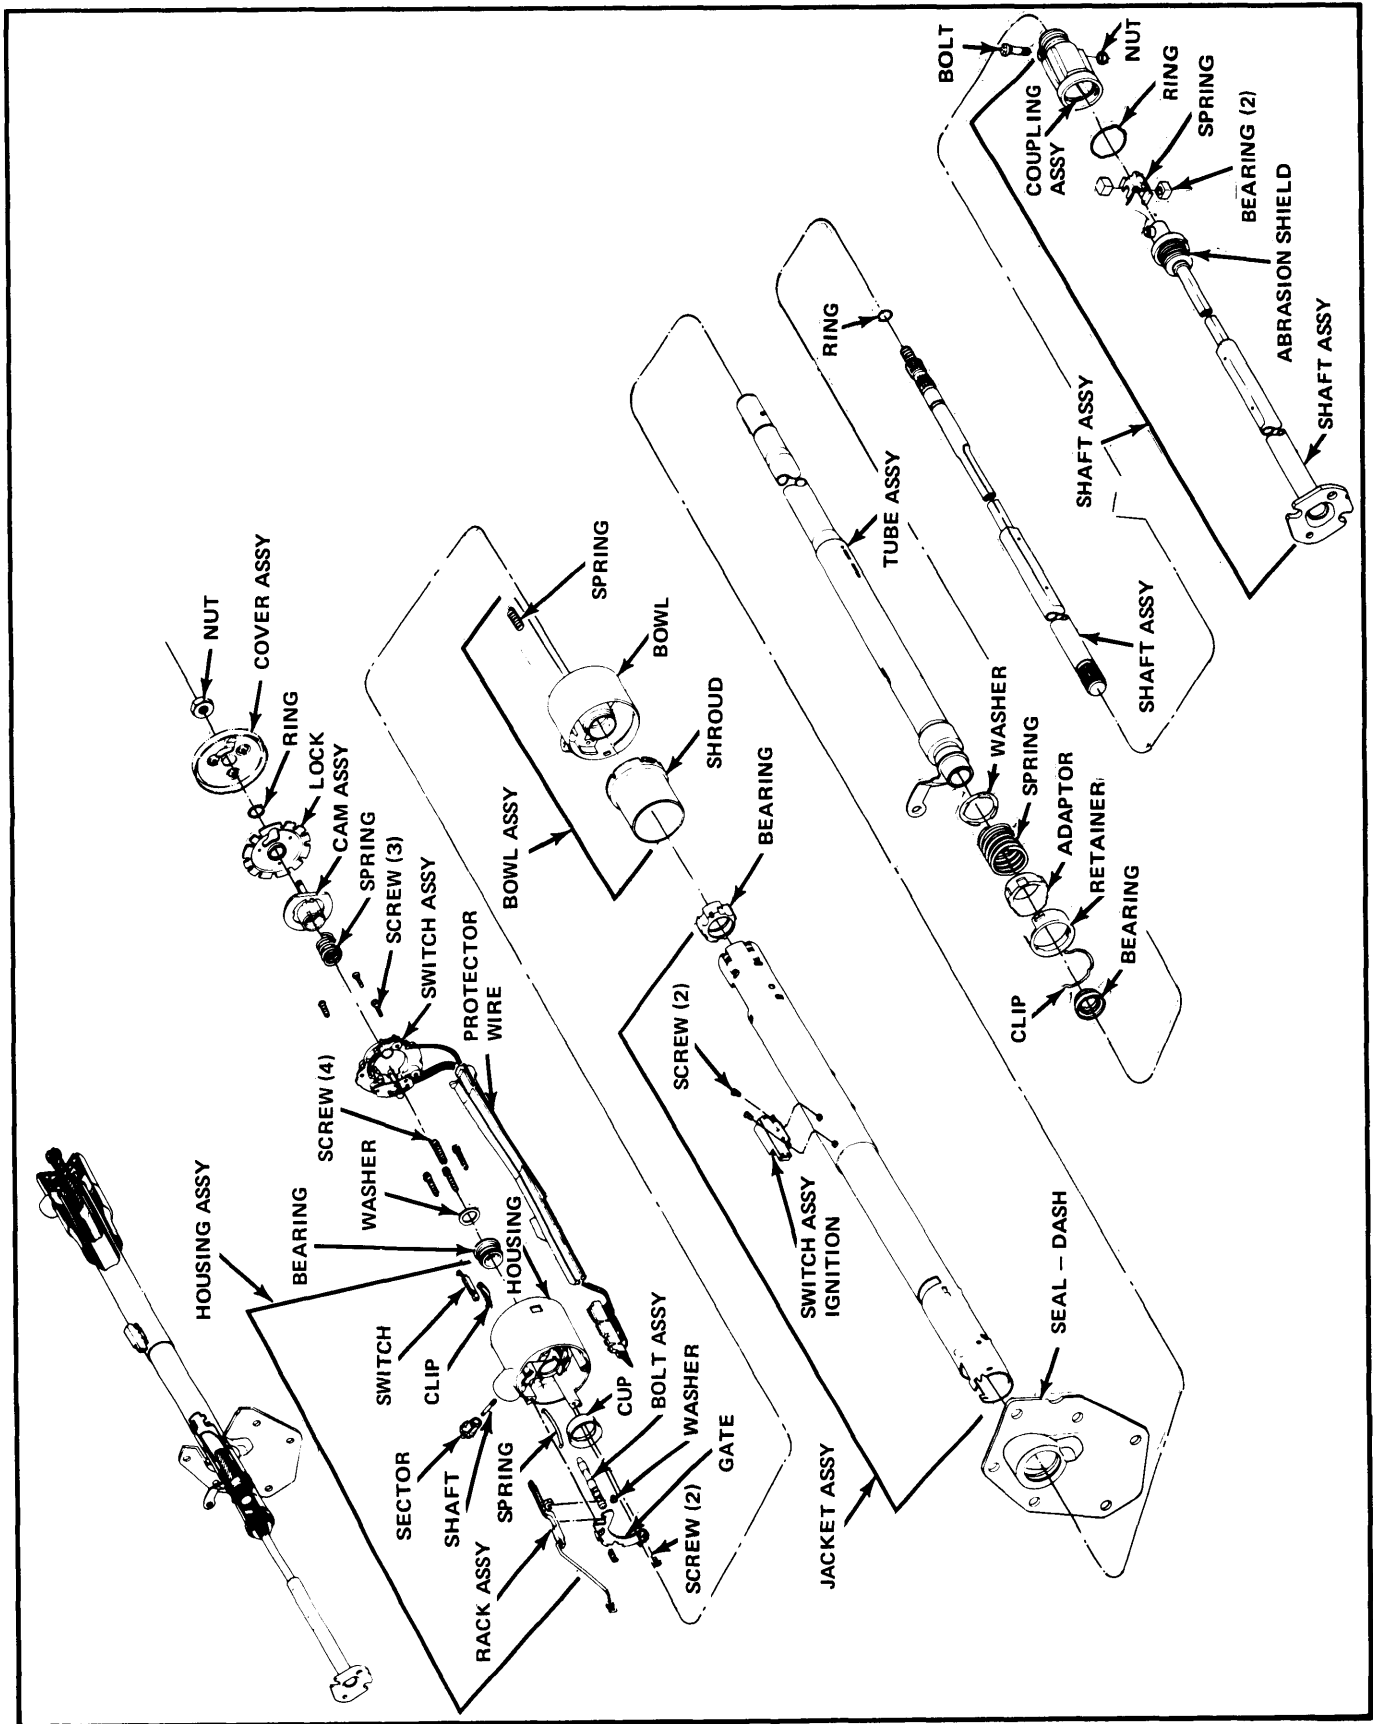 NUT
COVER ASSY
RING
LOCK
CAM ASSY
SPRING
SCREW (3)
SWITCH ASSY
PROTECTOR
WIRE
SCREW (4)
WASHER
BEARING
HOUSING ASSY
HOUSING
SWITCH
CLIP
SECTOR
SHAFT
SPRING
RACK ASSY
CUP
BOLT ASSY
WASHER
GATE
SCREW (2)
SPRING
BOWL
SHROUD
BOWL ASSY
BEARING
SCREW (2)
SWITCH ASSY
IGNITION
JACKET ASSY
SEAL – DASH
TUBE ASSY
WASHER
SPRING
ADAPTOR
RETAINER
BEARING
CLIP
RING
SHAFT ASSY
SHAFT ASSY
BOLT
NUT
COUPLING
ASSY
RING
SPRING
BEARING (2)
ABRASION SHIELD
SHAFT ASSY